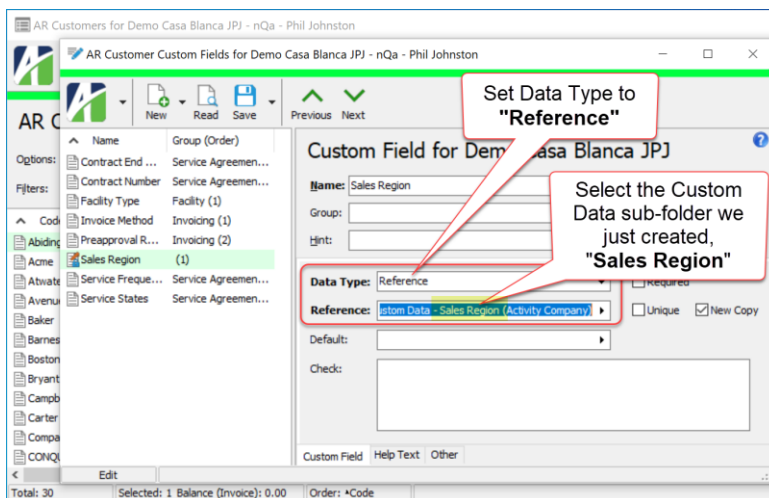 AR Customers for Demo Casa Blanca JPJ - nQa - Phil Johnston
AR Customer Custom Fields for Demo Casa Blanca JPJ - nQa - Phil Johnston
New
Read
Save
Previous
Next
Set Data Type to
"Reference"
AR C
Options:
Filters:
Code
Abiding
Acme
Atwate
Avenue
Baker
Barnes
Boston
Bryant
Campb
Carter
Compa
CONQU
Name Group (Order)
Contract End ... Service Agreemen...
Contract Number Service Agreemen...
Facility Type Facility (1)
Invoice Method Invoicing (1)
Preapproval R... Invoicing (2)
Sales Region (1)
Service Freque... Service Agreemen...
Service States Service Agreemen...
Custom Field for Demo Casa Blanca JPJ
Name: Sales Region
Group:
Hint:
Select the Custom
Data sub-folder we
just created,
"Sales Region"
Data Type: Reference
Required
Reference: ustom Data - Sales Region (Activity Company)
Unique
New Copy
Default:
Check:
Custom Field Help Text Other
Edit
Total: 30 Selected: 1 Balance (Invoice): 0.00 Order: Code